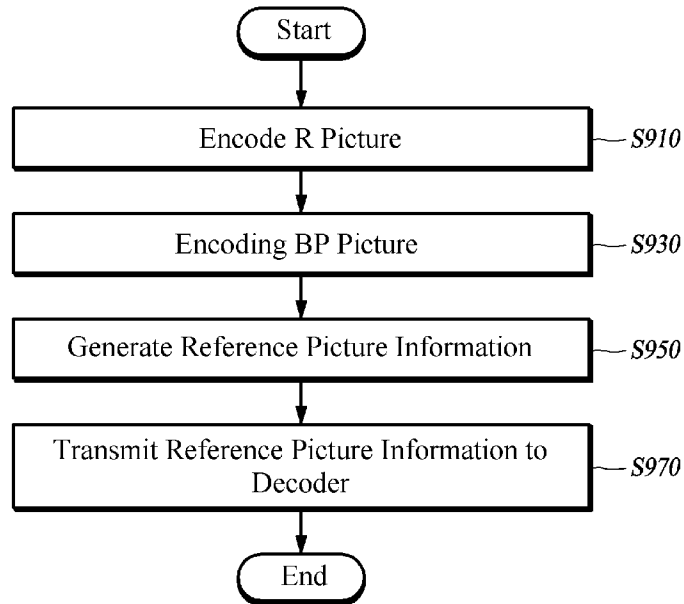 Start
Encode R Picture
S910
Encoding BP Picture
S930
Generate Reference Picture Information
S950
Transmit Reference Picture Information to
Decoder
S970
End